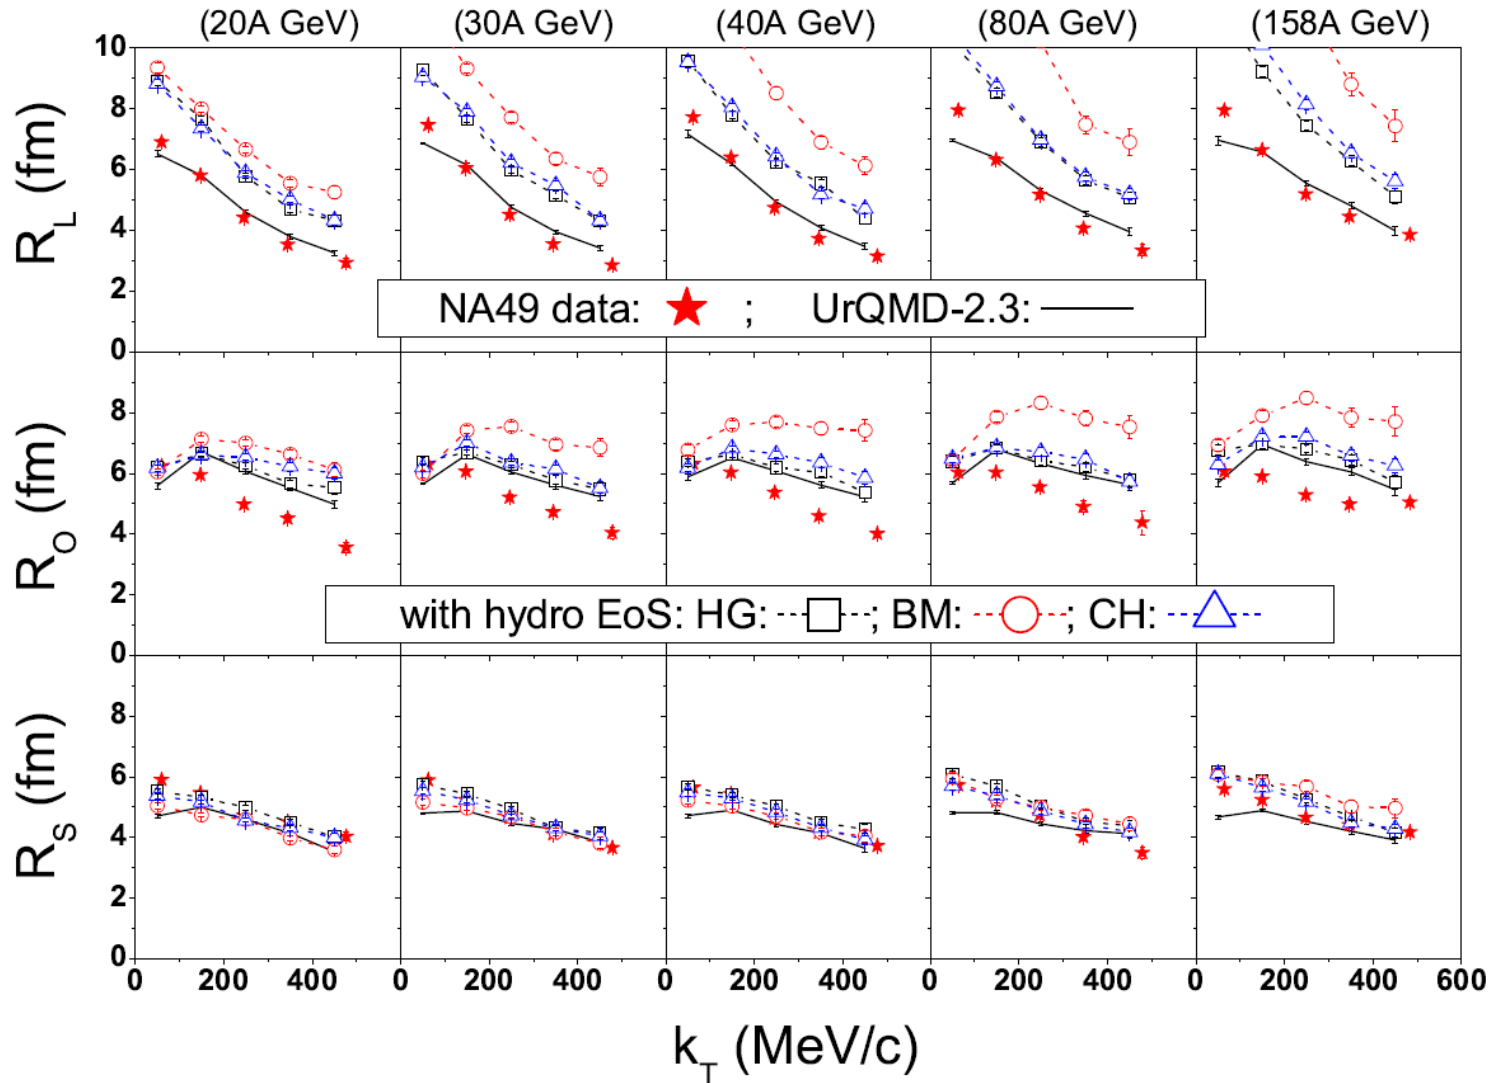 (20A GeV) (30A GeV) (40A GeV) (80A GeV) (158A GeV)
10
8
6
4
2
0
R_L (fm)
NA49 data: ★ ; UrQMD-2.3:
8
6
4
2
0
R_O (fm)
with hydro EoS: HG: ; BM: ; CH:
8
6
4
2
0
R_S (fm)
0 200 400 0 200 400 0 200 400 0 200 400 0 200 400 600
k_T (MeV/c)